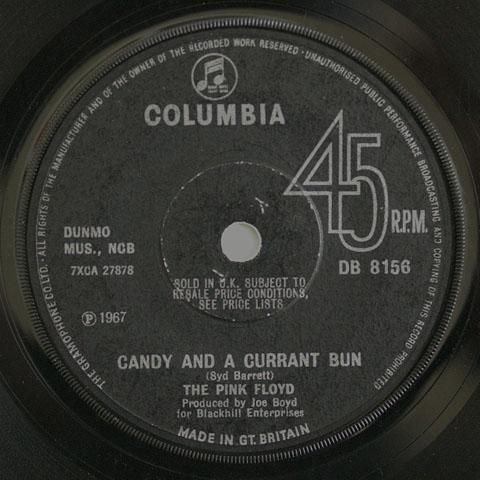 ALL RIGHTS OF THE MANUFACTURER AND OF THE OWNER OF THE RECORDED WORK RESERVED · UNAUTHORISED PUBLIC PERFORMANCE BROADCASTING AND COPYING OF THIS RECORD PROHIBITED
THE GRAMOPHONE CO. LTD.
COLUMBIA
45
R.P.M.
DUNMO
MUS., NCB
7XCA 27878
DB 8156
SOLD IN U.K. SUBJECT TO
RESALE PRICE CONDITIONS,
SEE PRICE LISTS
℗ 1967
CANDY AND A CURRANT BUN
(Syd Barrett)
THE PINK FLOYD
Produced by Joe Boyd
for Blackhill Enterprises
MADE IN GT. BRITAIN